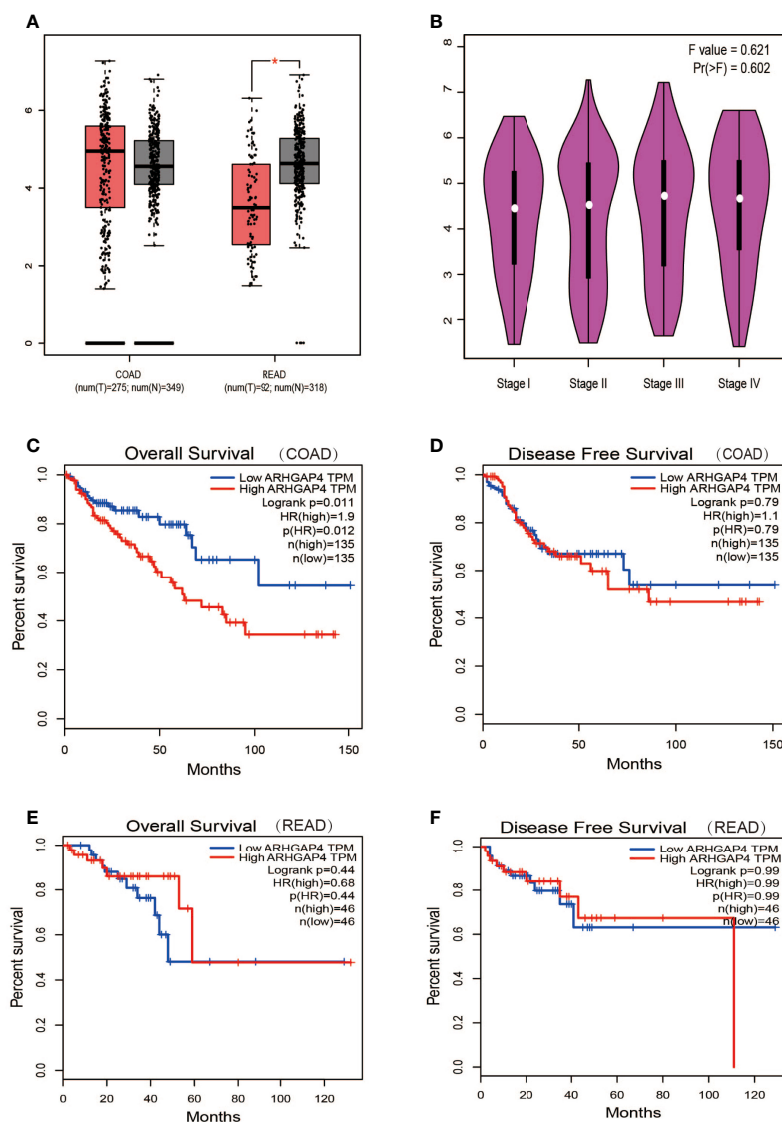 A
6
4
2
0
*
COAD
(num(T)=275; num(N)=349)
READ
(num(T)=92; num(N)=318)
B
F value = 0.621
Pr(>F) = 0.602
8
7
6
5
4
3
2
Stage I
Stage II
Stage III
Stage IV
C
Overall Survival (COAD)
Low ARHGAP4 TPM
High ARHGAP4 TPM
Logrank p=0.011
HR(high)=1.9
p(HR)=0.012
n(high)=135
n(low)=135
Percent survival
1.0
0.8
0.6
0.4
0.2
0.0
0
50
100
150
Months
D
Disease Free Survival (COAD)
Low ARHGAP4 TPM
High ARHGAP4 TPM
Logrank p=0.79
HR(high)=1.1
p(HR)=0.79
n(high)=135
n(low)=135
Percent survival
1.0
0.8
0.6
0.4
0.2
0.0
0
50
100
150
Months
E
Overall Survival (READ)
Low ARHGAP4 TPM
High ARHGAP4 TPM
Logrank p=0.44
HR(high)=0.68
p(HR)=0.44
n(high)=46
n(low)=46
Percent survival
1.0
0.8
0.6
0.4
0.2
0.0
0
20
40
60
80
100
120
Months
F
Disease Free Survival (READ)
Low ARHGAP4 TPM
High ARHGAP4 TPM
Logrank p=0.99
HR(high)=0.99
p(HR)=0.99
n(high)=46
n(low)=46
Percent survival
1.0
0.8
0.6
0.4
0.2
0.0
0
20
40
60
80
100
120
Months